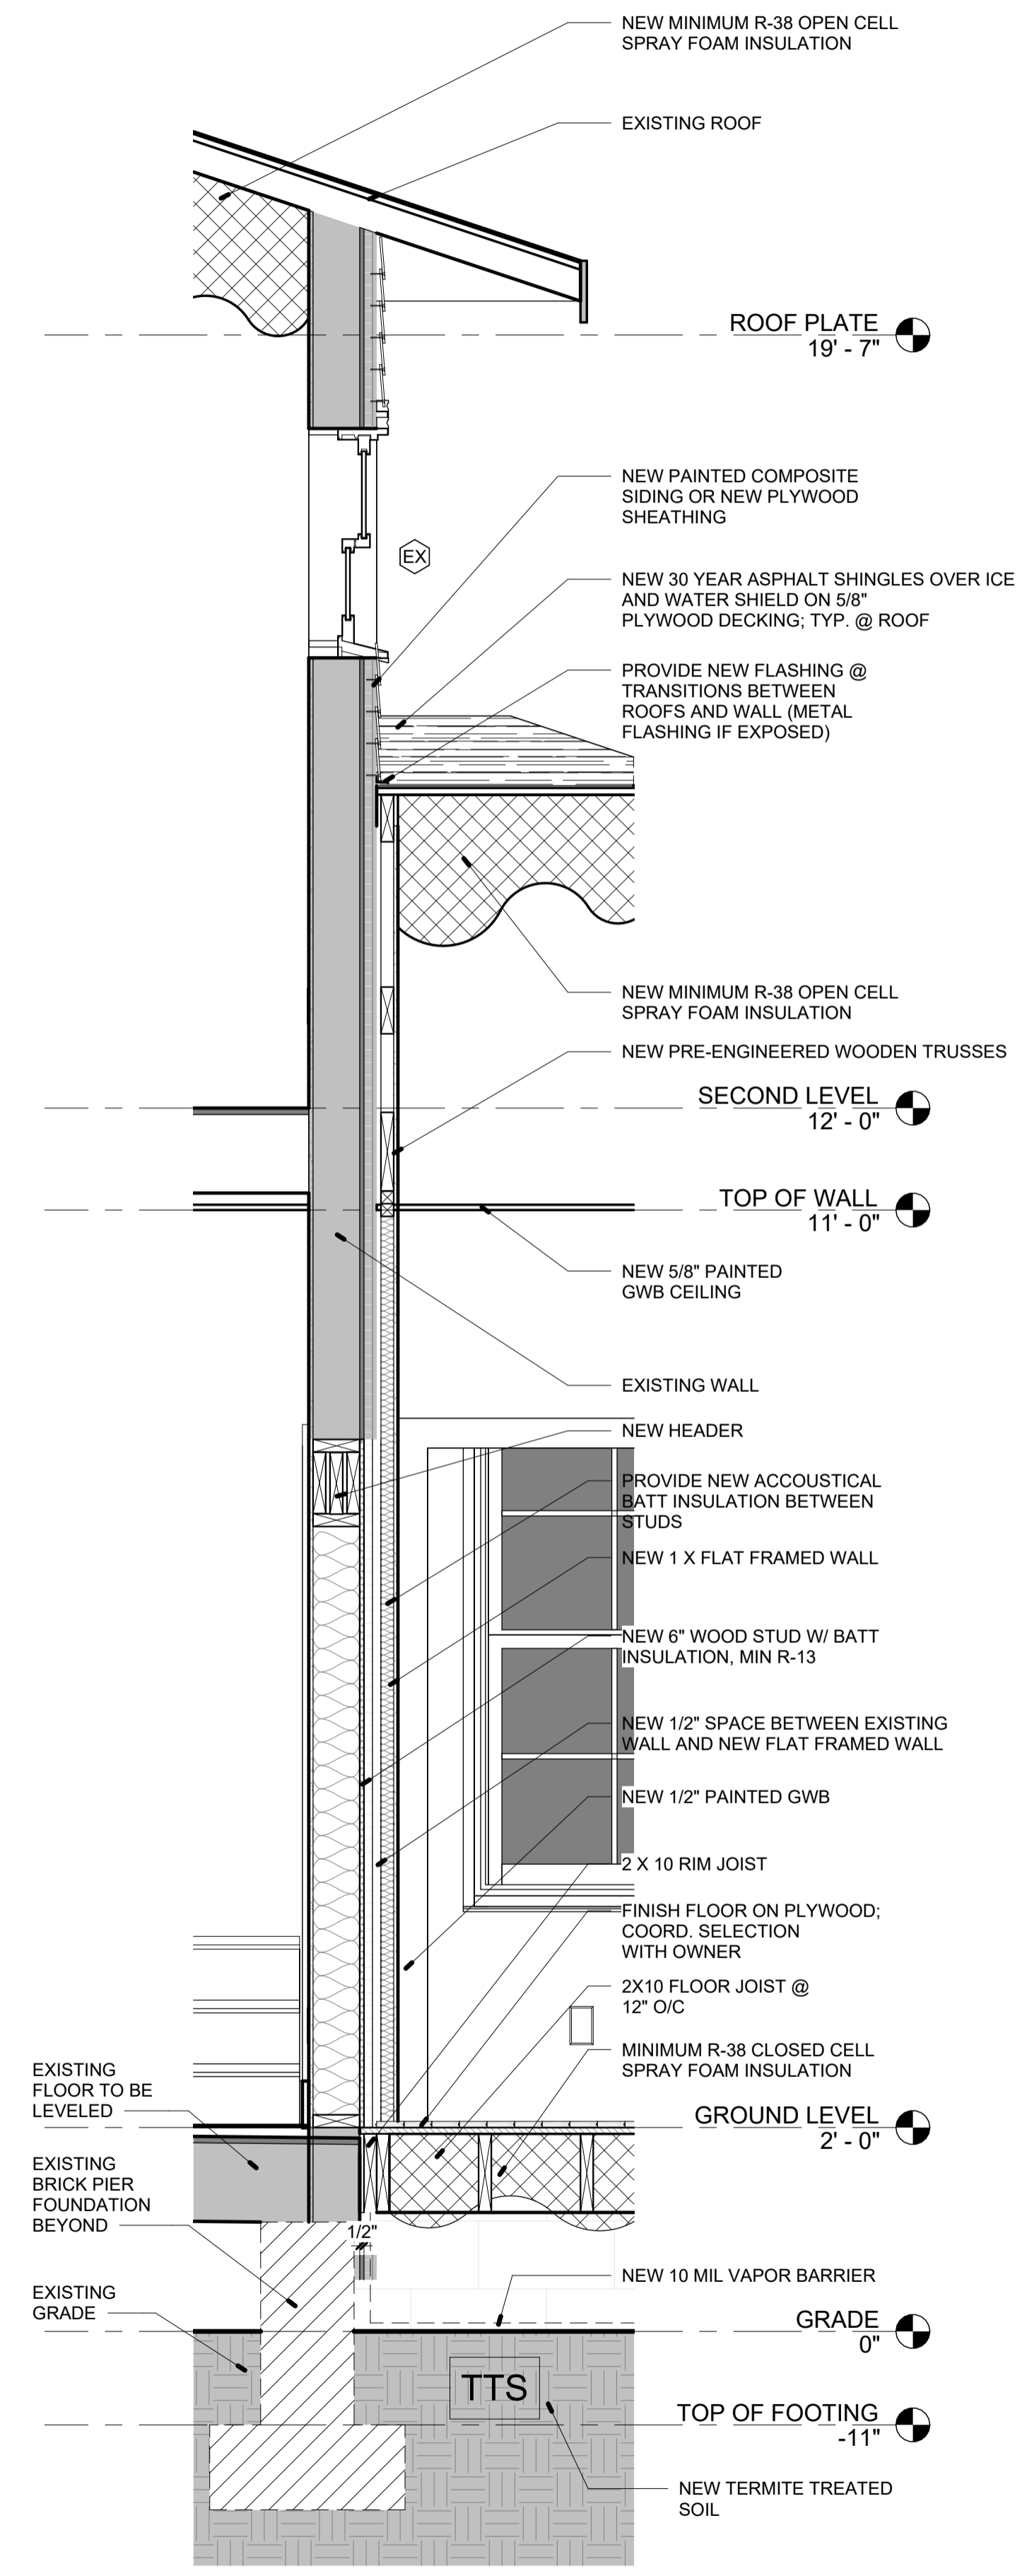 NEW MINIMUM R-38 OPEN CELL
SPRAY FOAM INSULATION
EXISTING ROOF
ROOF PLATE
19' - 7"
NEW PAINTED COMPOSITE
SIDING OR NEW PLYWOOD
SHEATHING
EX
NEW 30 YEAR ASPHALT SHINGLES OVER ICE
AND WATER SHIELD ON 5/8"
PLYWOOD DECKING; TYP. @ ROOF
PROVIDE NEW FLASHING @
TRANSITIONS BETWEEN
ROOFS AND WALL (METAL
FLASHING IF EXPOSED)
NEW MINIMUM R-38 OPEN CELL
SPRAY FOAM INSULATION
NEW PRE-ENGINEERED WOODEN TRUSSES
SECOND LEVEL
12' - 0"
TOP OF WALL
11' - 0"
NEW 5/8" PAINTED
GWB CEILING
EXISTING WALL
NEW HEADER
PROVIDE NEW ACCOUSTICAL
BATT INSULATION BETWEEN
STUDS
NEW 1 X FLAT FRAMED WALL
NEW 6" WOOD STUD W/ BATT
INSULATION, MIN R-13
NEW 1/2" SPACE BETWEEN EXISTING
WALL AND NEW FLAT FRAMED WALL
NEW 1/2" PAINTED GWB
2 X 10 RIM JOIST
FINISH FLOOR ON PLYWOOD;
COORD. SELECTION
WITH OWNER
2X10 FLOOR JOIST @
12" O/C
MINIMUM R-38 CLOSED CELL
SPRAY FOAM INSULATION
EXISTING
FLOOR TO BE
LEVELED
GROUND LEVEL
2' - 0"
EXISTING
BRICK PIER
FOUNDATION
BEYOND
1/2"
NEW 10 MIL VAPOR BARRIER
EXISTING
GRADE
GRADE
0"
TTS
TOP OF FOOTING
-11"
NEW TERMITE TREATED
SOIL